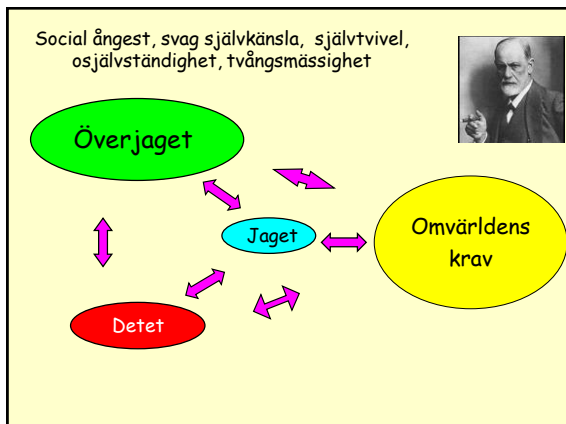 Social ångest, svag självkänsla, självtvivel,
osjälvständighet, tvångsmässighet
Överjaget
Jaget
Omvärldens
krav
Detet